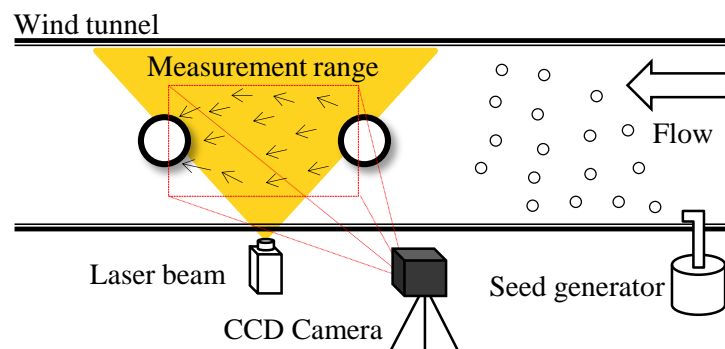 Wind tunnel
Measurement range
Flow
Laser beam
Seed generator
CCD Camera